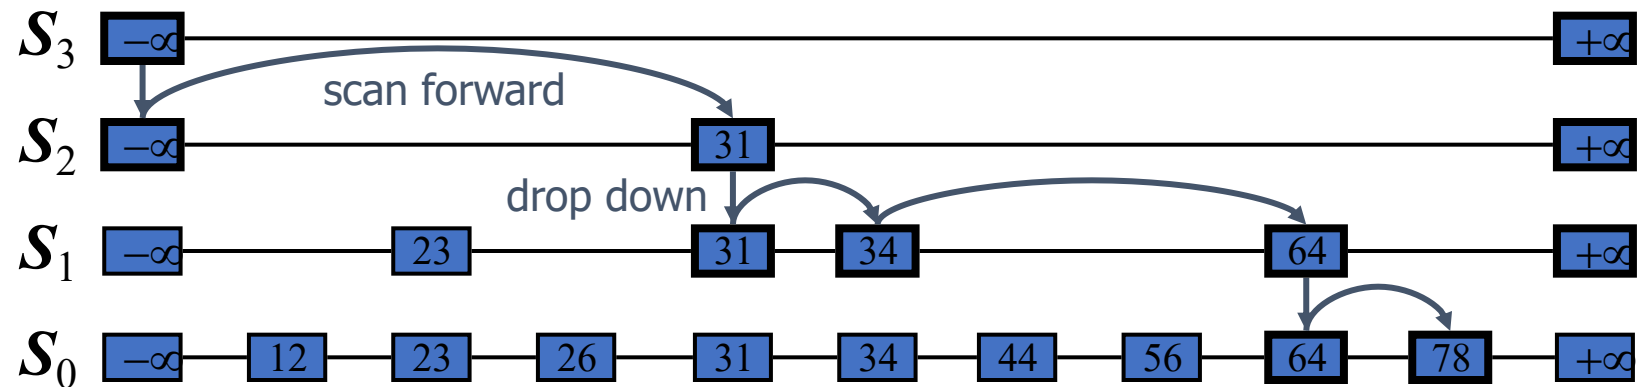 S3 −∞ +∞
scan forward
S2 −∞ 31 +∞
drop down
S1 −∞ 23 31 34 64 +∞
S0 −∞ 12 23 26 31 34 44 56 64 78 +∞